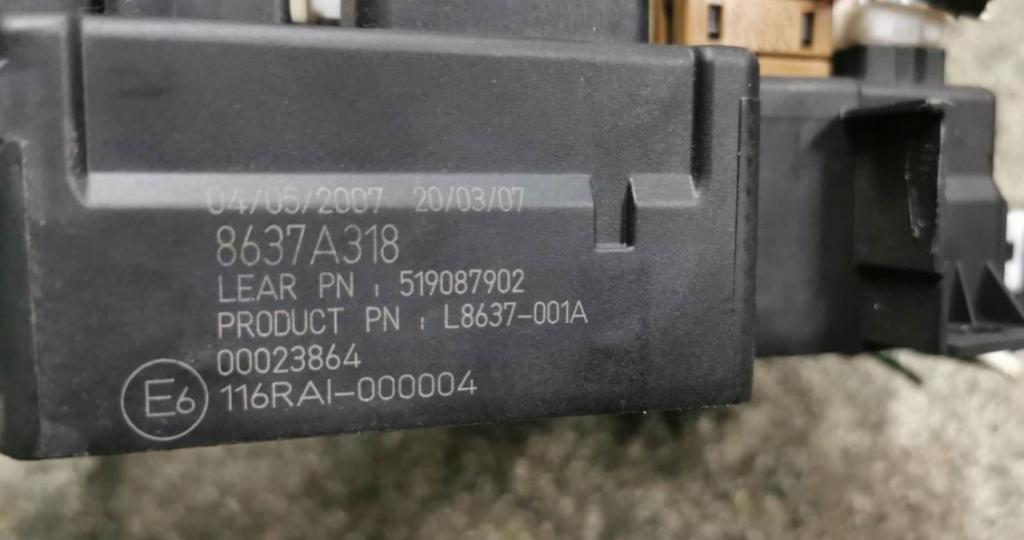 04/05/2007 20/03/07
8637A318
LEAR PN : 519087902
PRODUCT PN : L8637-001A
00023864
E6 116RAI-000004